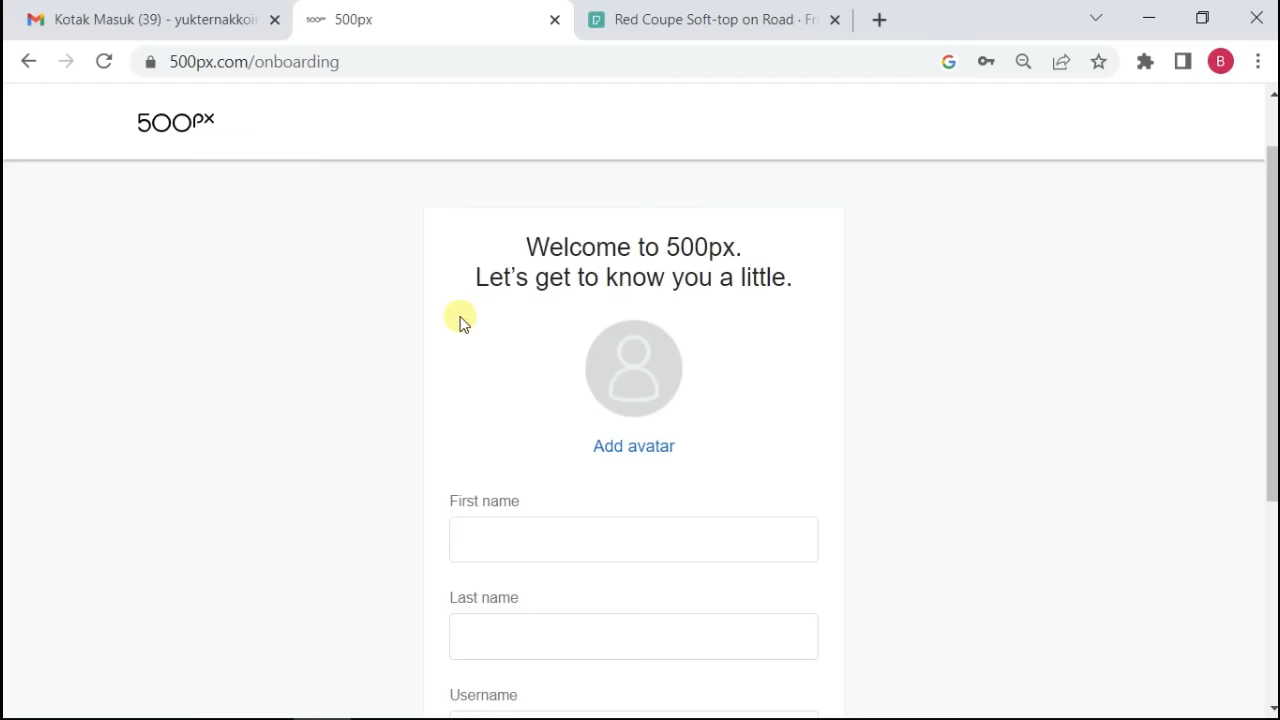 Kotak Masuk (39) - yukternakkoin
500px
Red Coupe Soft-top on Road · Fr
500px.com/onboarding
B
500px
Welcome to 500px.
Let's get to know you a little.
Add avatar
First name
Last name
Username